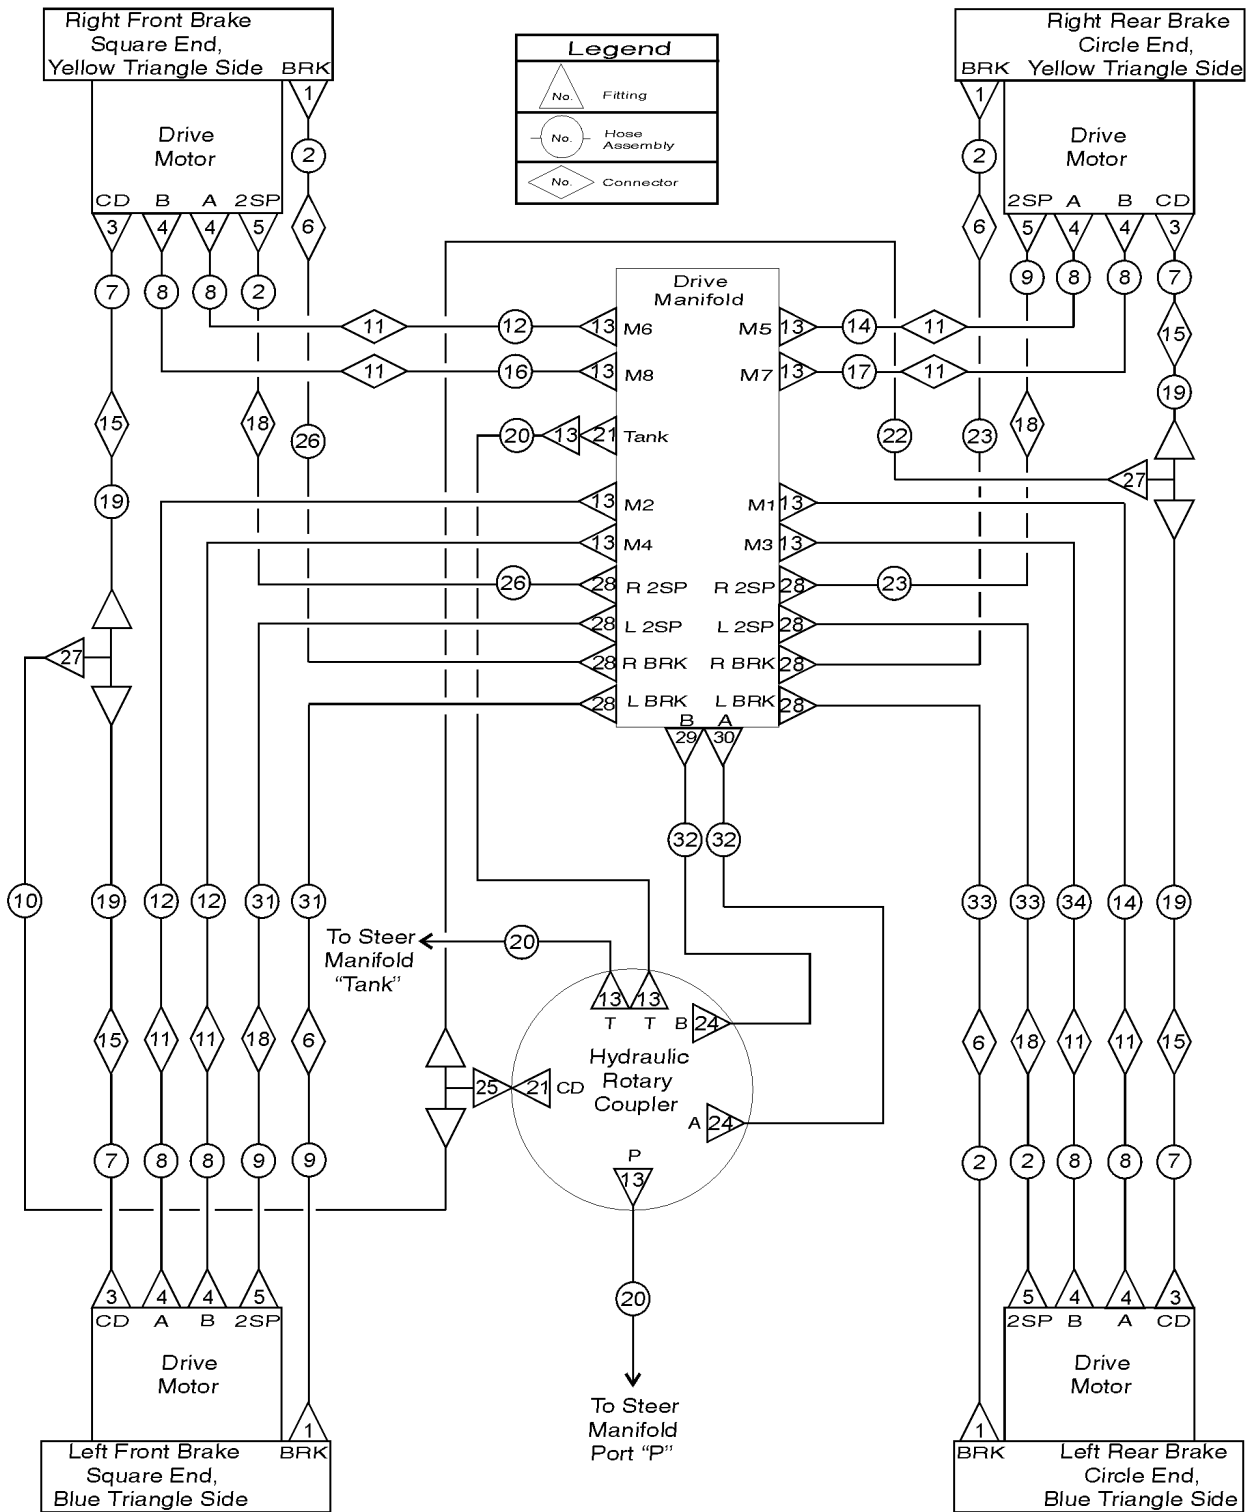 Right Front Brake
Square End,
Yellow Triangle Side BRK
1
2
6
26
Drive
Motor
CD B A 2SP
3 4 4 5
7 8 8 2
Legend
No. Fitting
No. Hose
Assembly
No. Connector
Right Rear Brake
Circle End,
BRK Yellow Triangle Side
1
2
6
Drive
Motor
2SP A B CD
5 4 4 3
9 8 8 7
15
19
Drive
Manifold
11 12 13 M6
M5 13 14 11
11 16 13 M8
M7 13 17 11
15 18
20 13 21 Tank
22 23 18
27
19
13 M2
M1 13
13 M4
M3 13
26 28 R 2SP
R 2SP 28 23
28 L 2SP
L 2SP 28
27
28 R BRK
R BRK 28
28 L BRK
L BRK 28
B A
29 30
32 32
10 19 12 12 31 31
33 33 34 14 19
To Steer
Manifold
"Tank"
20
13 13
T T
B 24
Hydraulic
Rotary
Coupler
25 21 CD
A 24
P
13
20
To Steer
Manifold
Port "P"
15 11 11 18 6
7 8 8 9 9
3 4 4 5
CD A B 2SP
Drive
Motor
1
Left Front Brake BRK
Square End,
Blue Triangle Side
6 18 11 11 15
2 2 8 8 7
5 4 4 3
2SP B A CD
Drive
Motor
1
BRK Left Rear Brake
Circle End,
Blue Triangle Side